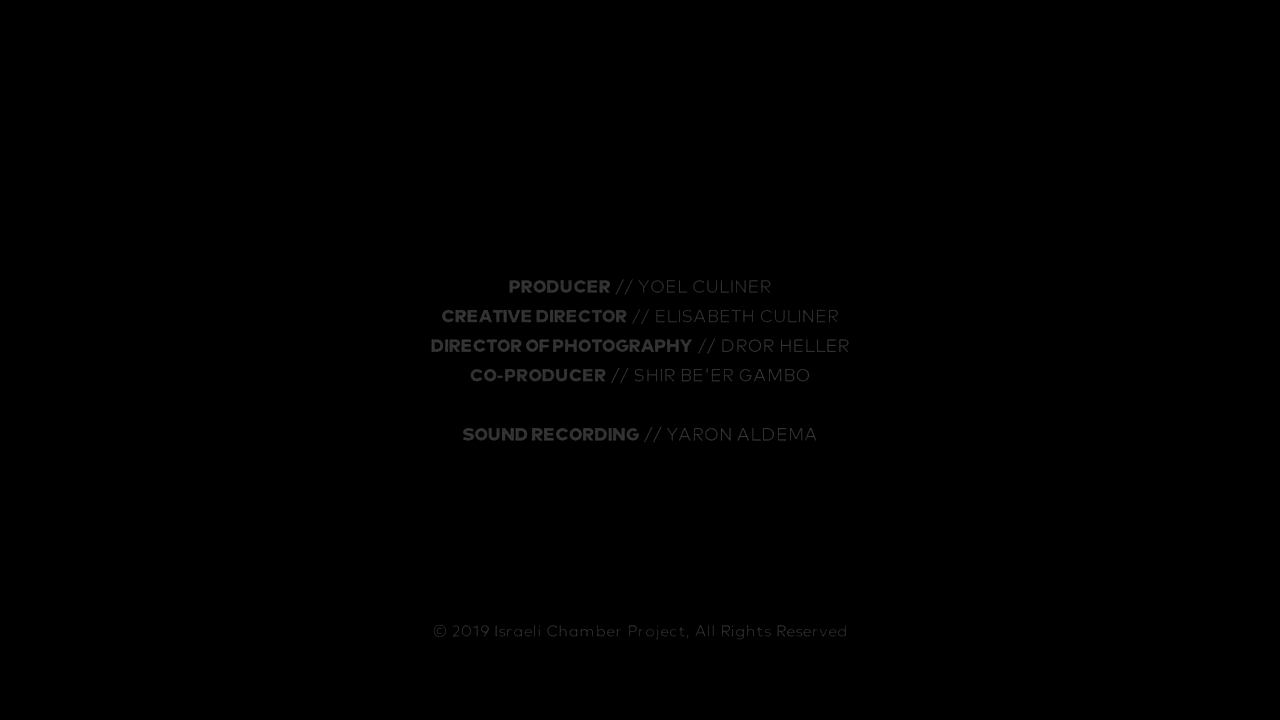 PRODUCER // YOEL CULINER
CREATIVE DIRECTOR // ELISABETH CULINER
DIRECTOR OF PHOTOGRAPHY // DROR HELLER
CO-PRODUCER // SHIR BE'ER GAMBO
SOUND RECORDING // YARON ALDEMA
© 2019 Israeli Chamber Project, All Rights Reserved